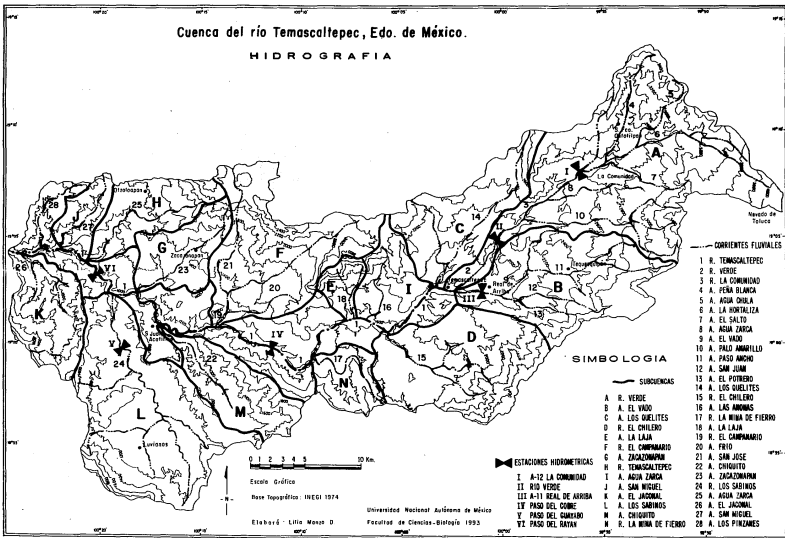 Cuenca del río Temascaltepec, Edo. de México.
HIDROGRAFIA
Otzoloapan
Zacazonapan
La Comunidad
Nevado de
Toluca
Temascaltepec
Real de
Arriba
Luvianos
SIMBOLOGIA
CORRIENTES FLUVIALES
1 R. TEMASCALTEPEC
2 R. VERDE
3 R. LA COMUNIDAD
4 A. PEÑA BLANCA
5 A. AGUA CHULA
6 A. LA HORTALIZA
7 A. EL SALTO
8 A. AGUA ZARCA
9 A. EL VADO
10 A. PALO AMARILLO
11 A. PASO ANCHO
12 A. SAN JUAN
13 A. EL POTRERO
14 A. LOS QUELITES
15 R. EL CHILERO
16 A. LAS ANONAS
17 R. LA MINA DE FIERRO
18 A. LA LAJA
19 R. EL CAMPANARIO
20 A. FRIO
21 A. SAN JOSE
22 A. CHIQUITO
23 A. ZACAZONAPAN
24 R. LOS SABINOS
25 A. AGUA ZARCA
26 A. EL JACONAL
27 A. SAN MIGUEL
28 A. LOS PINZANES
SUBCUENCAS
A R. VERDE
B A. EL VADO
C A. LOS QUELITES
D R. EL CHILERO
E A. LA LAJA
F R. EL CAMPANARIO
G A. ZACAZONAPAN
H R. TEMASCALTEPEC
I A. AGUA ZARCA
J A. SAN MIGUEL
K A. EL JACONAL
L A. LOS SABINOS
M A. CHIQUITO
N R. LA MINA DE FIERRO
ESTACIONES HIDROMETRICAS
I A-12 LA COMUNIDAD
II RIO VERDE
III A-11 REAL DE ARRIBA
IV PASO DEL COBRE
V PASO DEL GUAYABO
VI PASO DEL RAYAN
0 1 2 3 4 5 10 Km.
Escala Gráfica
Base Topográfica: INEGI 1974
Elaboró - Lilia Manzo D
- N -
Universidad Nacional Autónoma de México
Facultad de Ciencias-Biología 1993